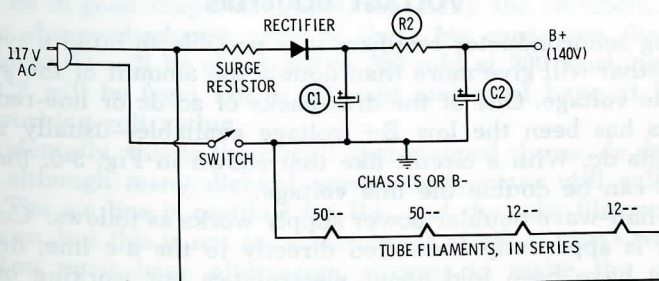 RECTIFIER
R2
B+
(140V)
117 V
AC
SURGE
RESISTOR
C1
C2
SWITCH
CHASSIS OR B-
50--
50--
12--
12--
TUBE FILAMENTS, IN SERIES